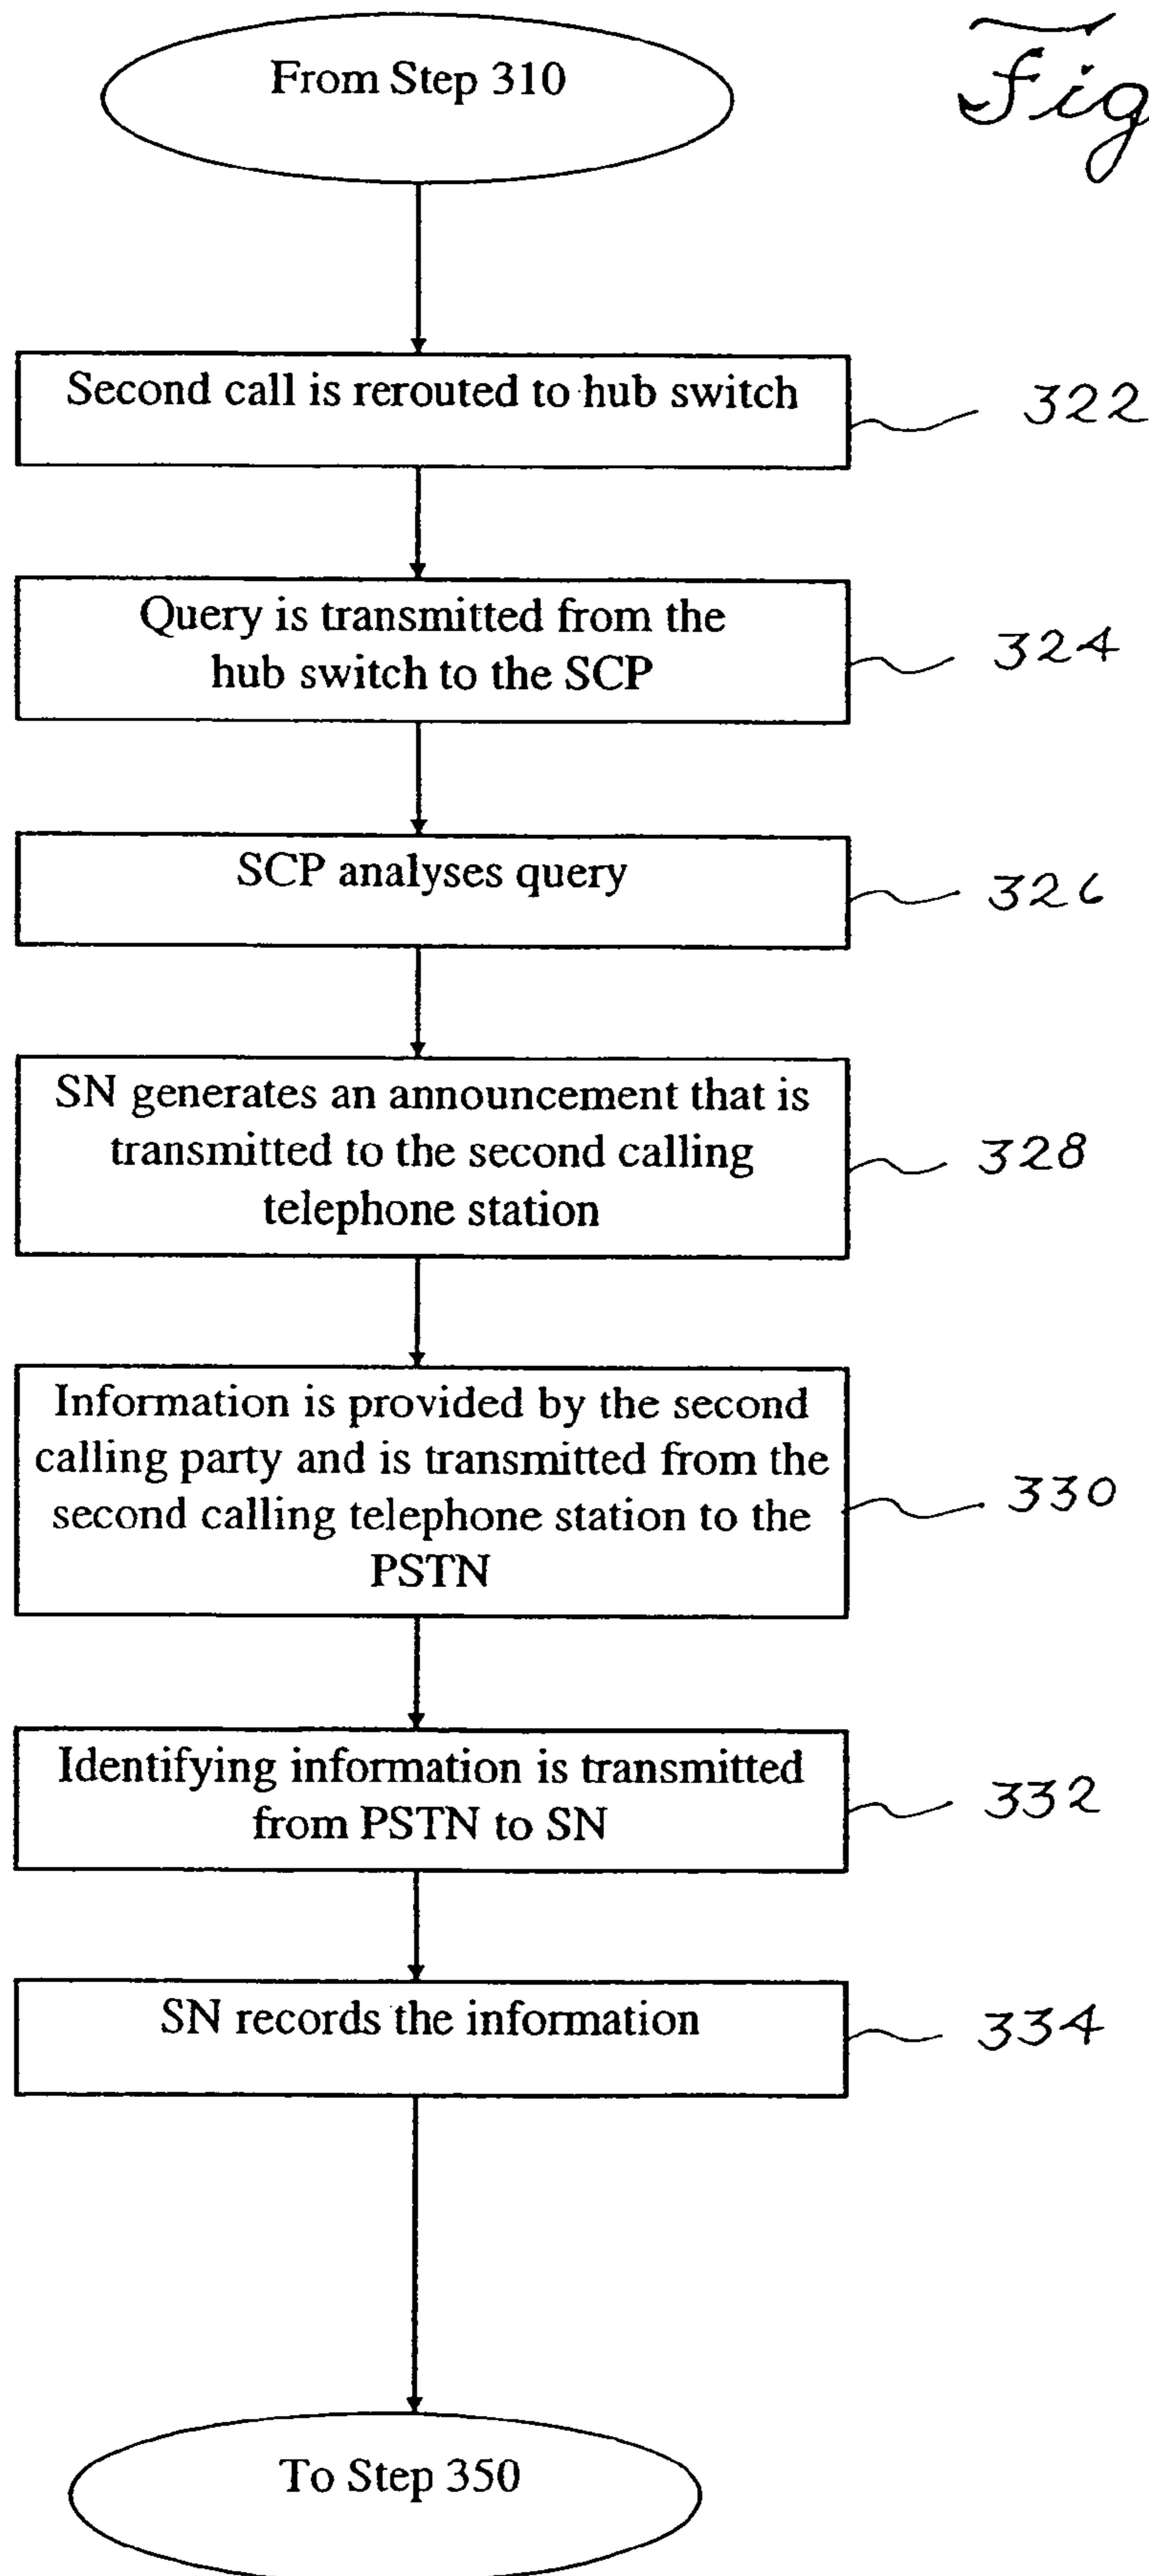 From Step 310
Fig
Second call is rerouted to hub switch
322
Query is transmitted from the
hub switch to the SCP
324
SCP analyses query
326
SN generates an announcement that is
transmitted to the second calling
telephone station
328
Information is provided by the second
calling party and is transmitted from the
second calling telephone station to the
PSTN
330
Identifying information is transmitted
from PSTN to SN
332
SN records the information
334
To Step 350